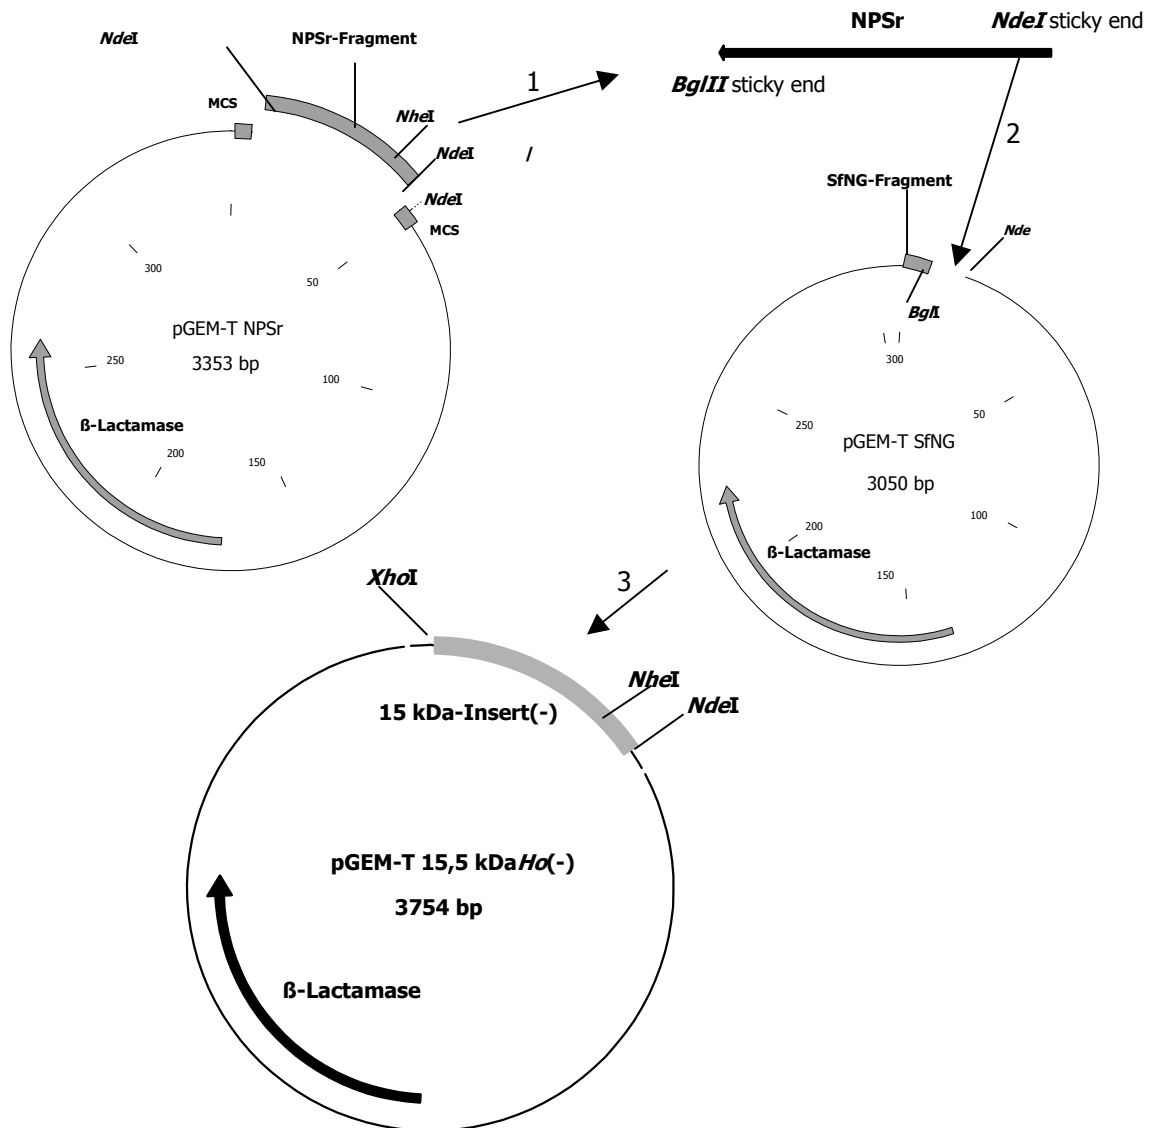 NdeI
NPSr-Fragment
MCS
NheI
NdeI
/
NdeI
MCS
300
50
pGEM-T NPSr
3353 bp
250
100
ß-Lactamase
200
150
1
NPSr
NdeI sticky end
BglII sticky end
2
SfNG-Fragment
Nde
BglI
300
50
250
pGEM-T SfNG
3050 bp
100
200
ß-Lactamase
150
3
XhoI
NheI
NdeI
15 kDa-Insert(-)
pGEM-T 15,5 kDaHo(-)
3754 bp
ß-Lactamase